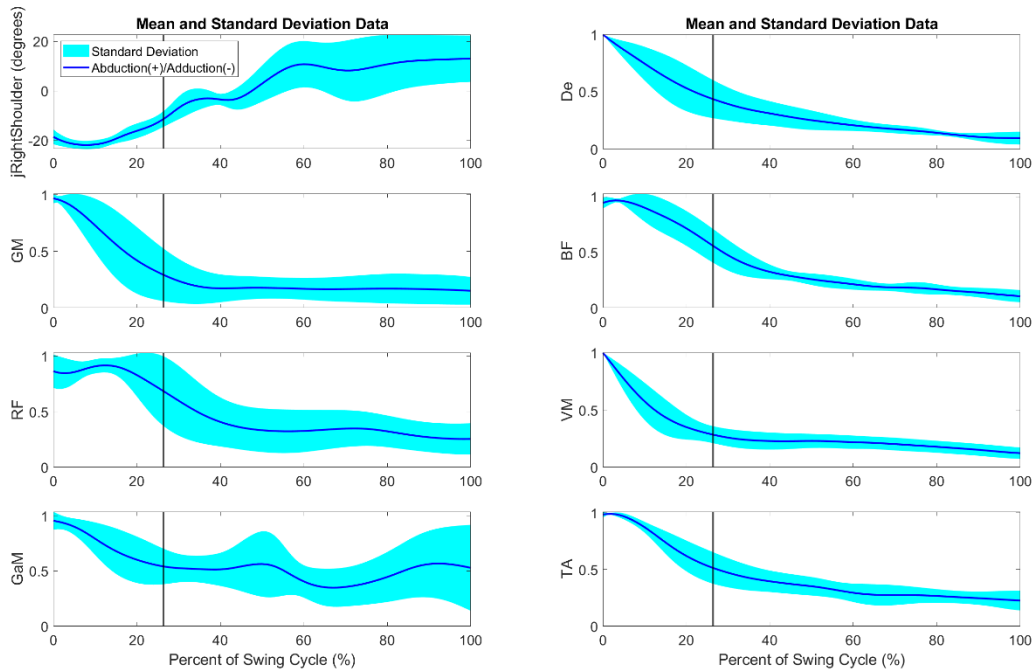 Mean and Standard Deviation Data
jRightShoulder (degrees)
20
0
-20
Standard Deviation
Abduction(+)/Adduction(-)
0 20 40 60 80 100
Mean and Standard Deviation Data
De
1
0.5
0
0 20 40 60 80 100
GM
1
0.5
0
0 20 40 60 80 100
BF
1
0.5
0
0 20 40 60 80 100
RF
1
0.5
0
0 20 40 60 80 100
VM
1
0.5
0
0 20 40 60 80 100
GaM
1
0.5
0
0 20 40 60 80 100
Percent of Swing Cycle (%)
TA
1
0.5
0
0 20 40 60 80 100
Percent of Swing Cycle (%)